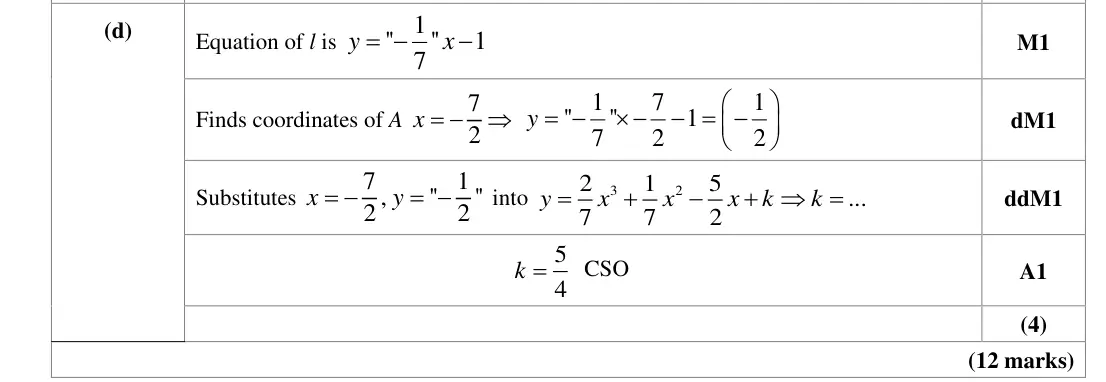 (d) Equation of l is y = "−1/7" x − 1 M1
Finds coordinates of A x = −7/2 ⇒ y = "−1/7" × −7/2 − 1 = (−1/2) dM1
Substitutes x = −7/2, y = "−1/2" into y = 2/7 x³ + 1/7 x² − 5/2 x + k ⇒ k = ... ddM1
k = 5/4 CSO A1
(4)
(12 marks)